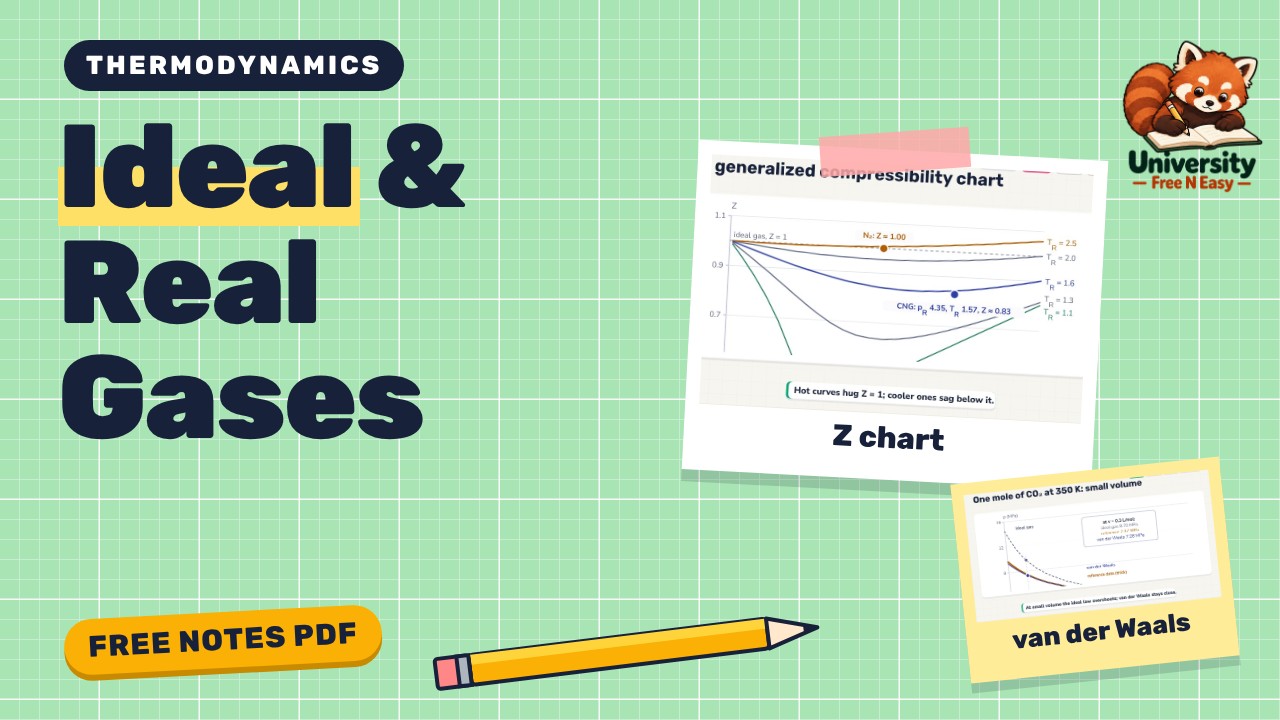 THERMODYNAMICS
Ideal &
Real
Gases
FREE NOTES PDF
University
Free N Easy
generalized compressibility chart
Z
1.1
0.9
0.7
ideal gas, Z = 1
N₂: Z = 1.00
T_R = 2.5
T_R = 2.0
T_R = 1.6
T_R = 1.3
T_R = 1.1
CNG: p_R 4.35, T_R 1.57, Z = 0.83
Hot curves hug Z = 1; cooler ones sag below it.
Z chart
One mole of CO₂ at 350 K: small volume
ideal gas
van der Waals
At small volume the ideal law overshoots; van der Waals stays close.
van der Waals